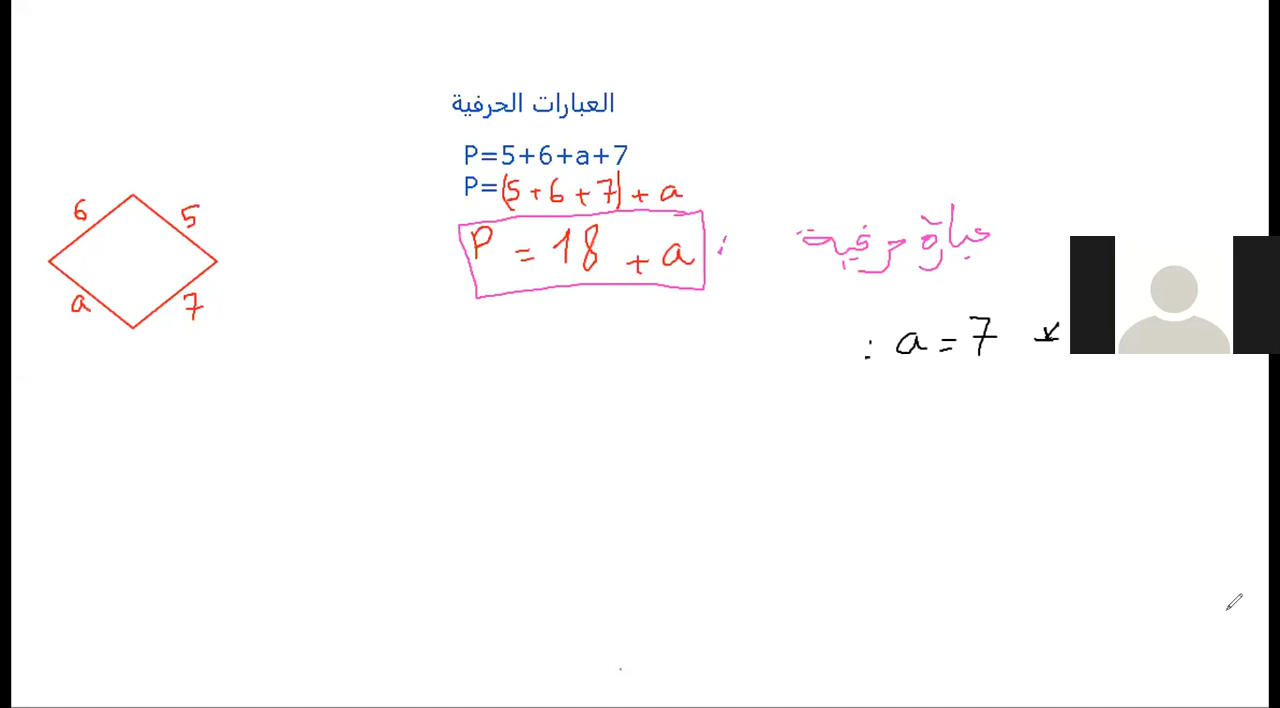 العبارات الحرفية
P=5+6+a+7
P=(5+6+7)+a
P=18+a : عبارة حرفية
6
5
a
7
: a=7